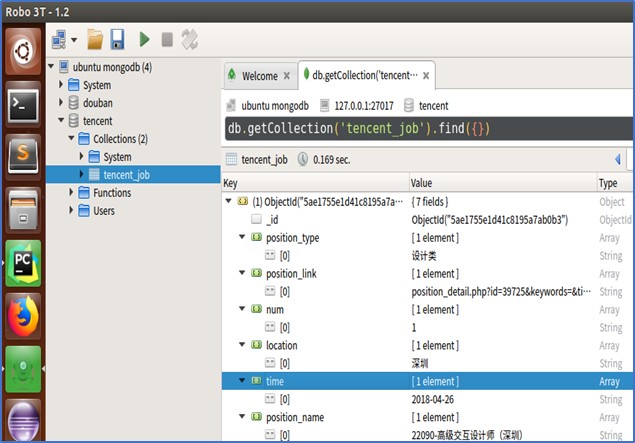 Robo 3T - 1.2
ubuntu mongodb (4)
System
douban
tencent
Collections (2)
System
tencent_job
Functions
Users
Welcome
db.getCollection('tencent…
ubuntu mongodb 127.0.0.1:27017 tencent
db.getCollection('tencent_job').find({})
tencent_job 0.169 sec.
Key Value Type
(1) ObjectId("5ae1755e1d41c8195a7a... { 7 fields } Object
_id ObjectId("5ae1755e1d41c8195a7ab0b3") ObjectId
position_type [ 1 element ] Array
[0] 设计类 String
position_link [ 1 element ] Array
[0] position_detail.php?id=39725&keywords=&ti... String
num [ 1 element ] Array
[0] 1 String
location [ 1 element ] Array
[0] 深圳 String
time [ 1 element ] Array
[0] 2018-04-26 String
position_name [ 1 element ] Array
[0] 22090-高级交互设计师（深圳） String